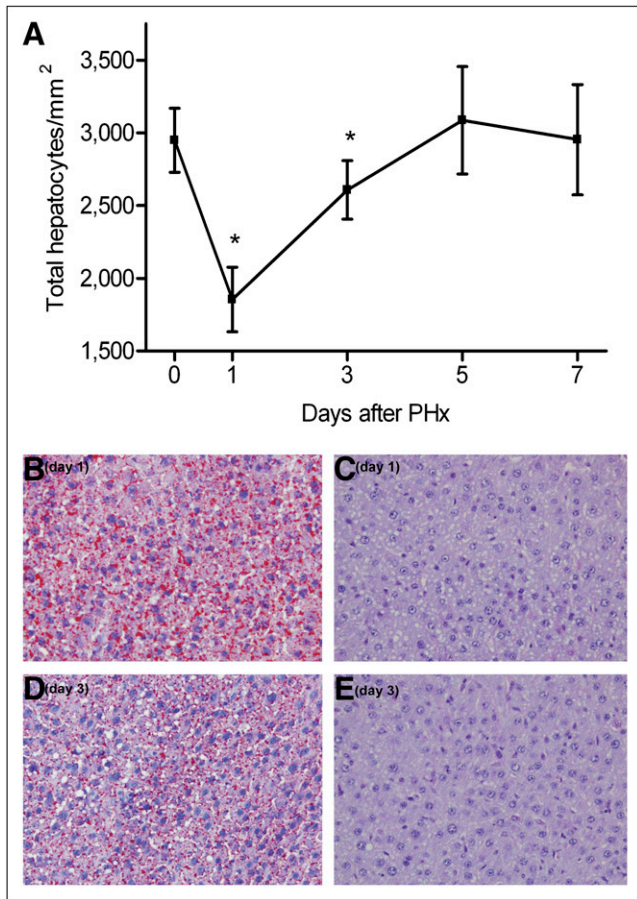 A
Total hepatocytes/mm²
3,500
3,000
2,500
2,000
1,500
*
*
0 1 3 5 7
Days after PHx
B (day 1)
C (day 1)
D (day 3)
E (day 3)